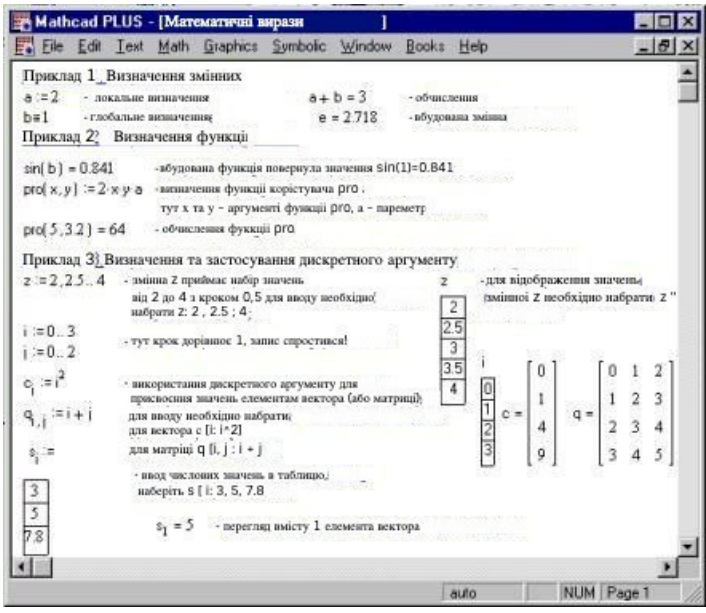 Mathcad PLUS - [Математичні вирази ]
File Edit Text Math Graphics Symbolic Window Books Help
Приклад 1 Визначення змінних
a := 2 - локальне визначення a + b = 3 - обчислення
b≡1 - глобальне визначення e = 2.718 - вбудована змінна
Приклад 2 Визначення функції
sin( b ) = 0.841 -вбудована функція повернула значення sin(1)=0.841
pro( x , y ) := 2·x·y·a -визначення функції корістувача pro .
тут x та y – аргументі функції pro, а – параметр
pro( 5 , 3.2 ) = 64 - обчислення функції pro
Приклад 3 Визначення та застосування дискретного аргументу
z := 2 , 2.5 .. 4 - змінна z приймає набір значень
від 2 до 4 з кроком 0,5 для вводу необхідно
набрати z: 2 , 2.5 ; 4
z - для відображення значень
змінної z необхідно набрати z "
2
2.5
3
3.5
4
i := 0 .. 3
j := 0 .. 2
- тут крок дорівнює 1, запис спростився!
c i := i²
- використання дискретного аргументу для
присвоєння значень елементам вектора (або матриці)
q i , j := i + j
для вводу необхідно набрати
для вектора c [i: i^2]
для матріці q [i, j : i + j
i
0
1
2
3
c =
0
1
4
9
q =
0 1 2
1 2 3
2 3 4
3 4 5
s i :=
- ввод числових значень в таблицю,
наберіть s [ i: 3, 5, 7.8
3
5
7.8
s 1 = 5 - перегляд вмісту 1 елемента вектора
auto NUM Page 1